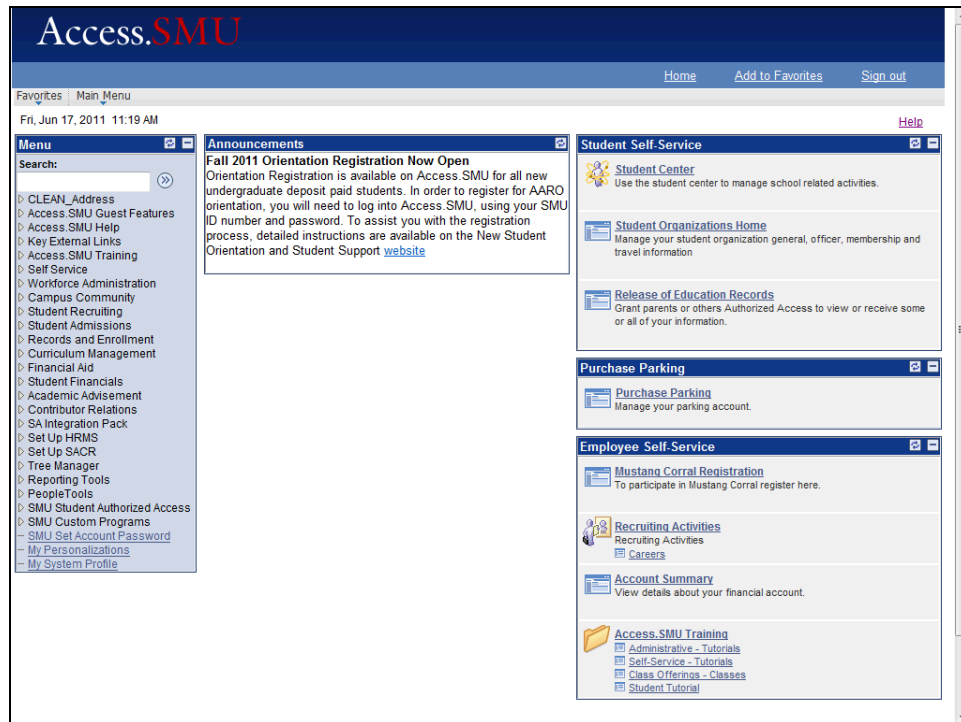 Access.SMU
Home Add to Favorites Sign out
Favorites Main Menu
Fri, Jun 17, 2011 11:19 AM
Help
Menu
Search:
CLEAN_Address
Access.SMU Guest Features
Access.SMU Help
Key External Links
Access.SMU Training
Self Service
Workforce Administration
Campus Community
Student Recruiting
Student Admissions
Records and Enrollment
Curriculum Management
Financial Aid
Student Financials
Academic Advisement
Contributor Relations
SA Integration Pack
Set Up HRMS
Set Up SACR
Tree Manager
Reporting Tools
PeopleTools
SMU Student Authorized Access
SMU Custom Programs
SMU Set Account Password
My Personalizations
My System Profile
Announcements
Fall 2011 Orientation Registration Now Open
Orientation Registration is available on Access.SMU for all new
undergraduate deposit paid students. In order to register for AARO
orientation, you will need to log into Access.SMU, using your SMU
ID number and password. To assist you with the registration
process, detailed instructions are available on the New Student
Orientation and Student Support website
Student Self-Service
Student Center
Use the student center to manage school related activities.
Student Organizations Home
Manage your student organization general, officer, membership and
travel information
Release of Education Records
Grant parents or others Authorized Access to view or receive some
or all of your information.
Purchase Parking
Purchase Parking
Manage your parking account.
Employee Self-Service
Mustang Corral Registration
To participate in Mustang Corral register here.
Recruiting Activities
Recruiting Activities
Careers
Account Summary
View details about your financial account.
Access.SMU Training
Administrative - Tutorials
Self-Service - Tutorials
Class Offerings - Classes
Student Tutorial